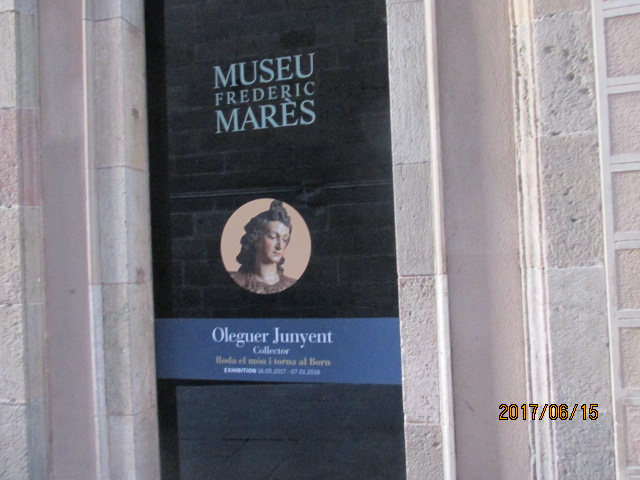 MUSEU
FREDERIC
MARÈS
Oleguer Junyent
Collector
Roda el món i torna al Born
EXHIBITION 16.05.2017 - 07.01.2018
2017/06/15